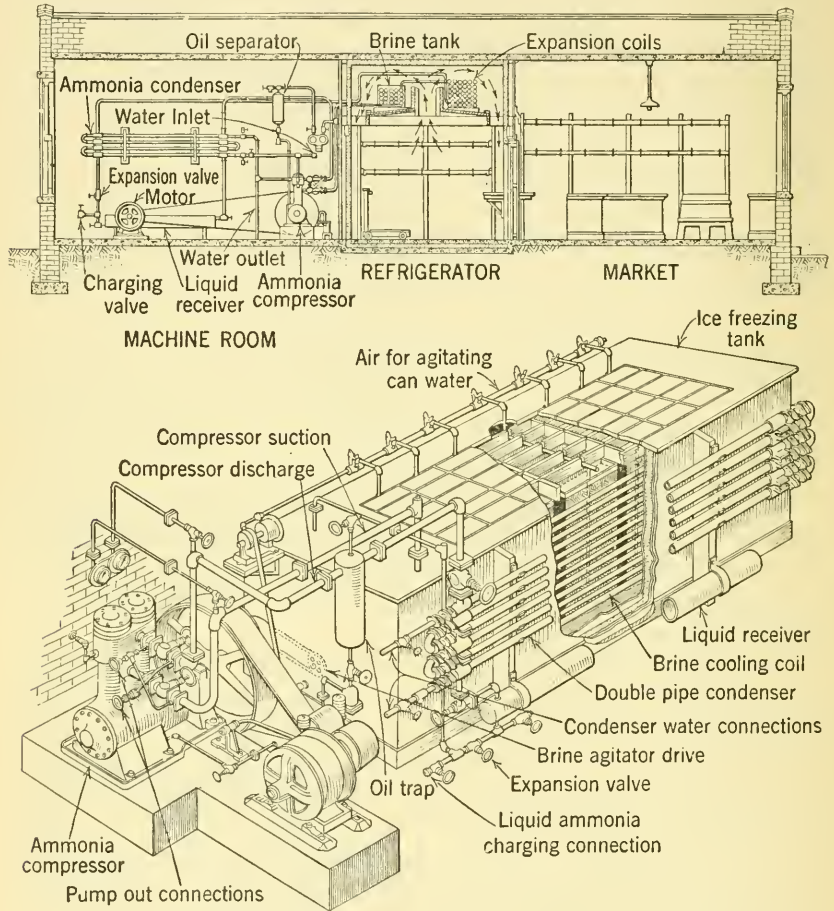 Oil separator
Brine tank
Expansion coils
Ammonia condenser
Water Inlet
Expansion valve
Motor
Water outlet
Charging
valve
Liquid
receiver
Ammonia
compressor
REFRIGERATOR
MARKET
MACHINE ROOM
Ice freezing
tank
Air for agitating
can water
Compressor suction
Compressor discharge
Liquid receiver
Brine cooling coil
Double pipe condenser
Condenser water connections
Brine agitator drive
Expansion valve
Oil trap
Liquid ammonia
charging connection
Ammonia
compressor
Pump out connections